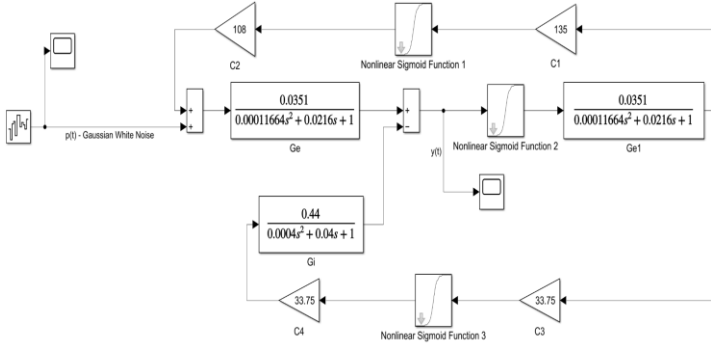 108
C2
Nonlinear Sigmoid Function 1
135
C1
p(t) - Gaussian White Noise
+
+
0.0351
0.00011664s² + 0.0216s + 1
Ge
+
−
y(t)
Nonlinear Sigmoid Function 2
0.0351
0.00011664s² + 0.0216s + 1
Ge1
0.44
0.0004s² + 0.04s + 1
Gi
33.75
C4
Nonlinear Sigmoid Function 3
33.75
C3